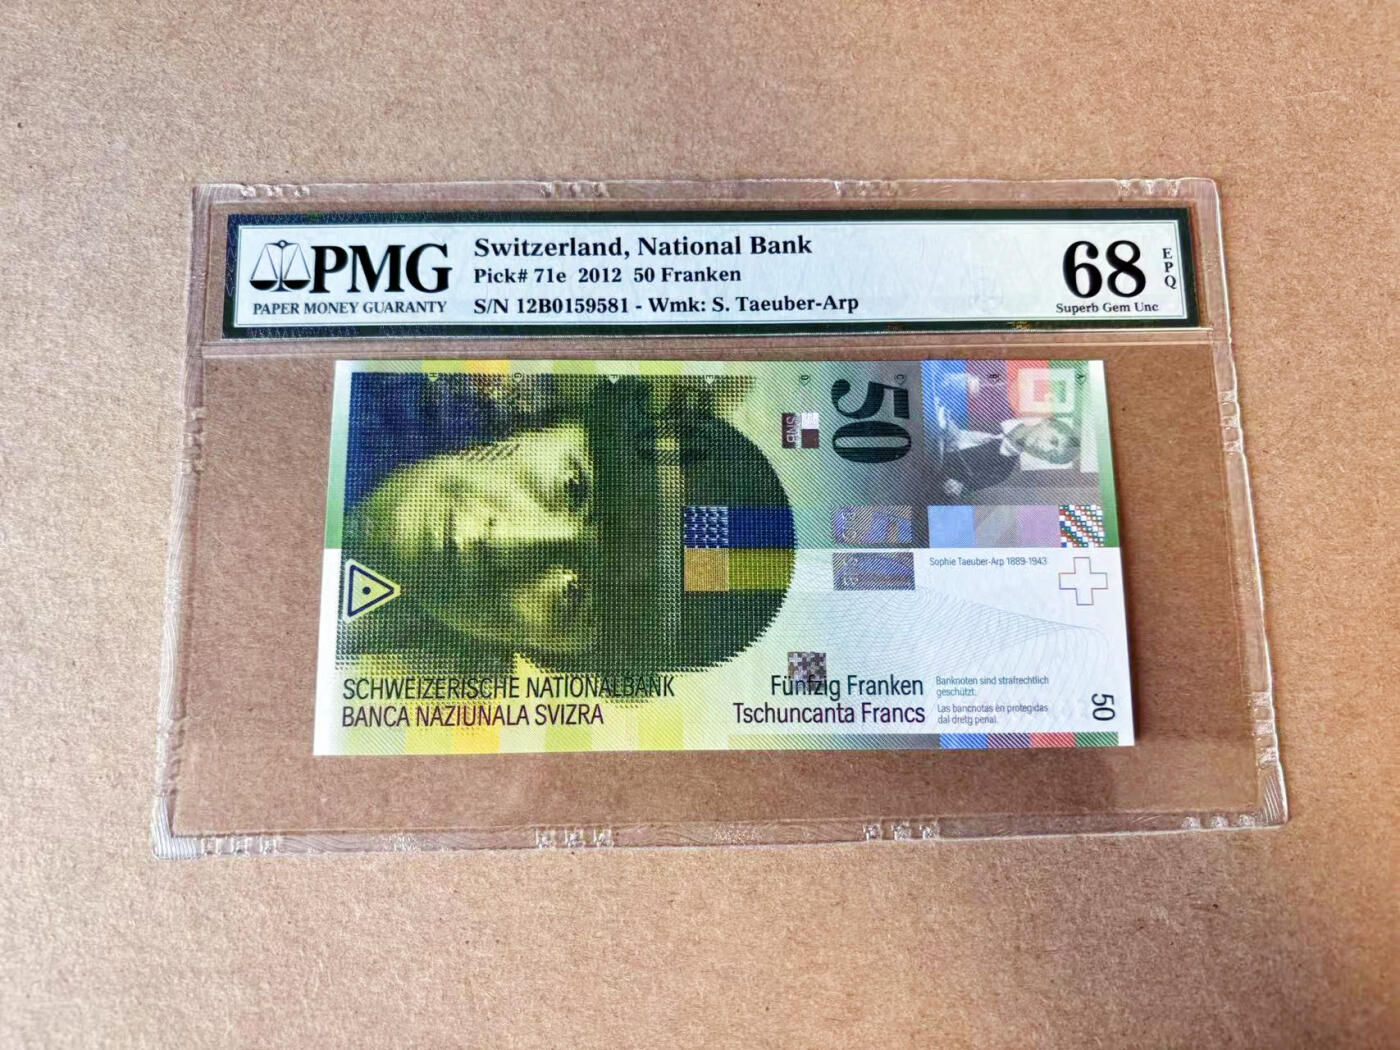 PMG
PAPER MONEY GUARANTY
Switzerland, National Bank
Pick# 71e 2012 50 Franken
S/N 12B0159581 - Wmk: S. Taeuber-Arp
68
EPQ
Superb Gem Unc
50
SNB
Sophie Taeuber-Arp 1889-1943
SCHWEIZERISCHE NATIONALBANK
BANCA NAZIUNALA SVIZRA
Fünfzig Franken
Tschuncanta Francs
Banknoten sind strafrechtlich
geschützt.
Las bancnotas èn protegidas
dal dretg penal.
50